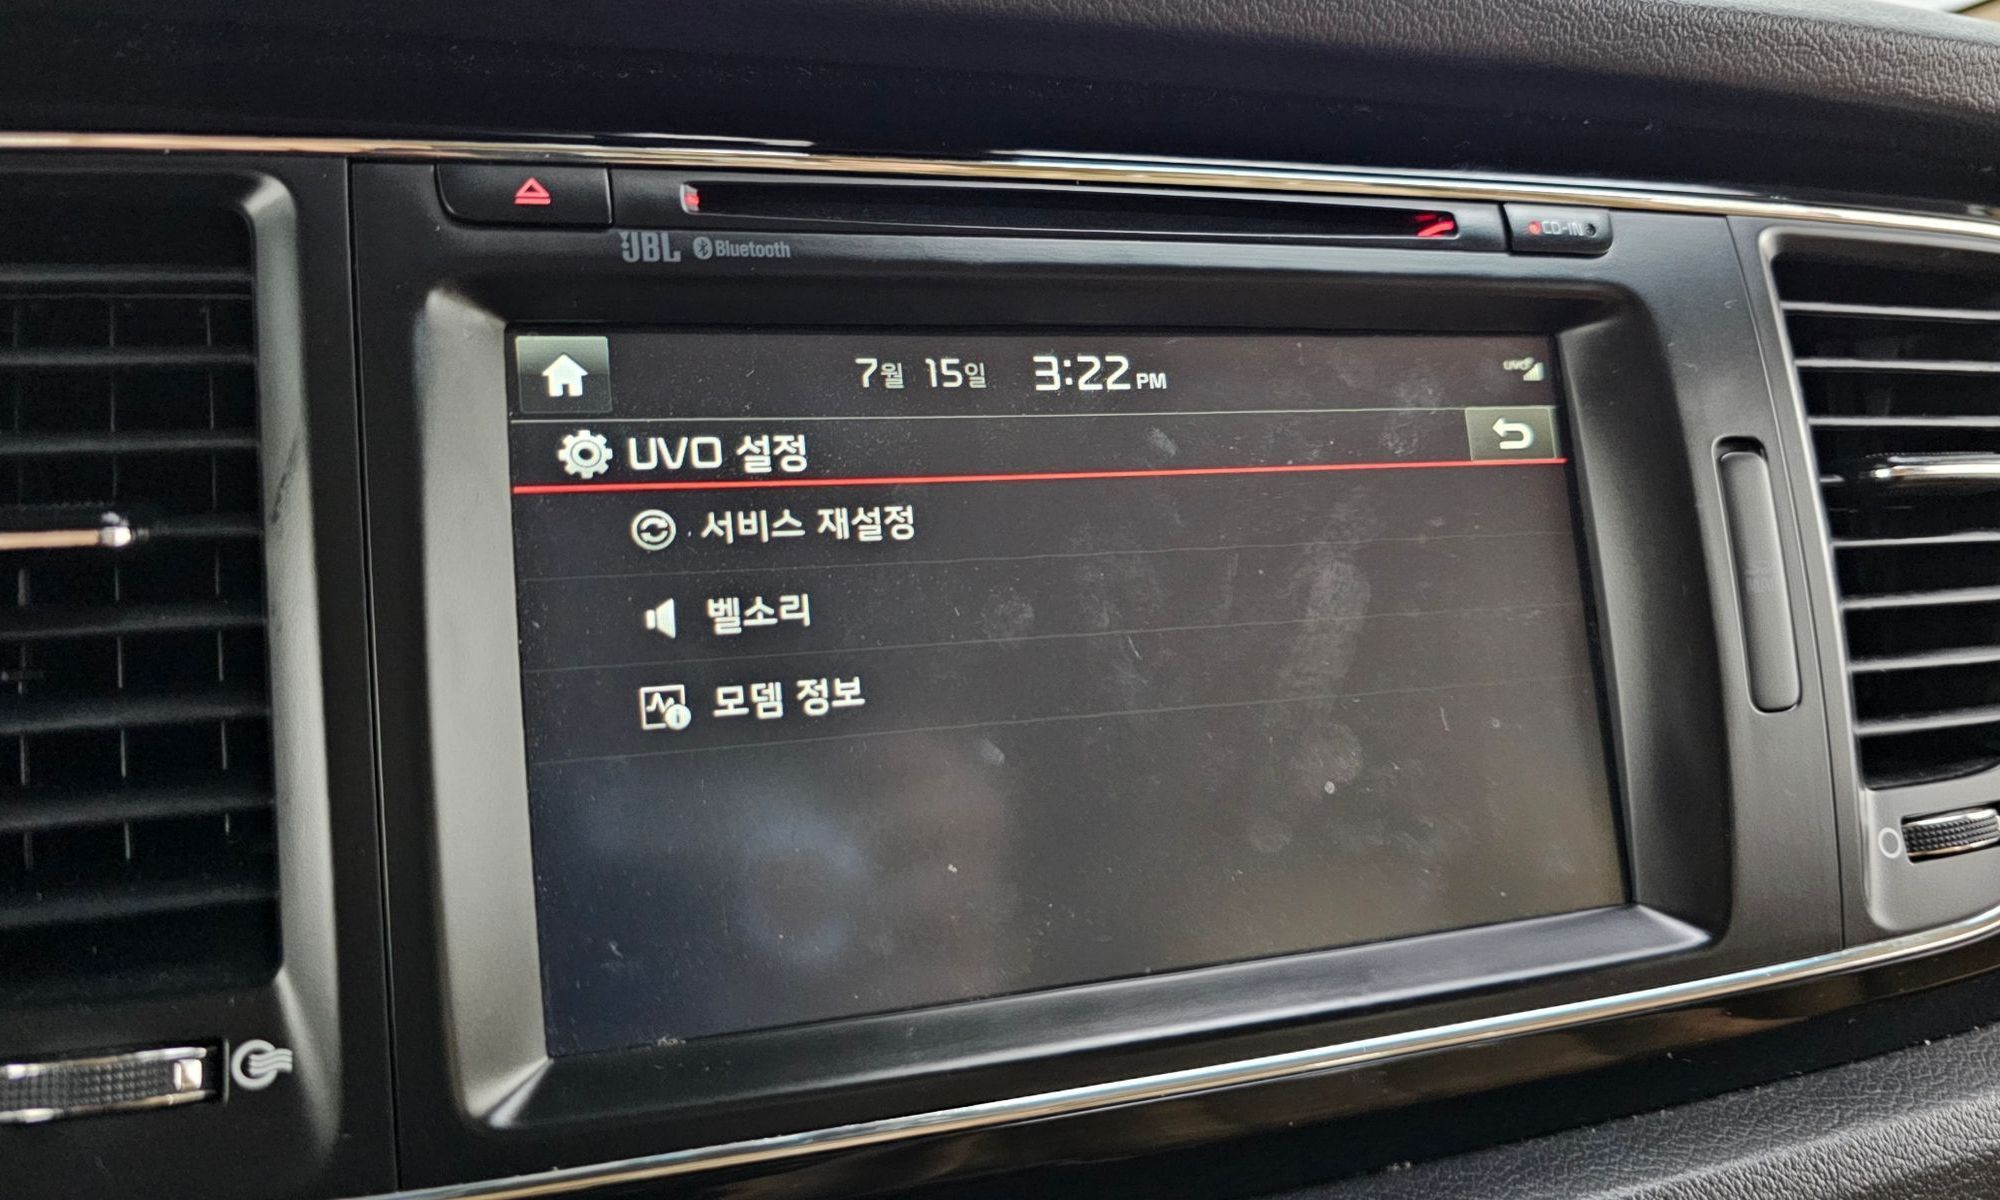 CD-IN
JBL Bluetooth
7월 15일 3:22 PM
UVO
UVO 설정
서비스 재설정
벨소리
모뎀 정보